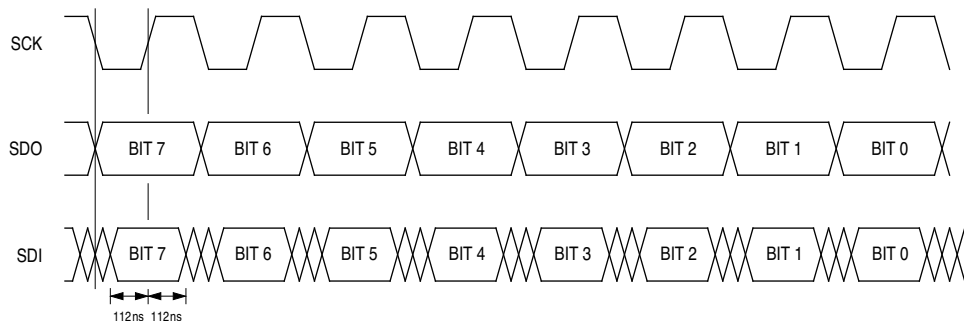 SCK
SDO BIT 7 BIT 6 BIT 5 BIT 4 BIT 3 BIT 2 BIT 1 BIT 0
SDI BIT 7 BIT 6 BIT 5 BIT 4 BIT 3 BIT 2 BIT 1 BIT 0
112ns 112ns